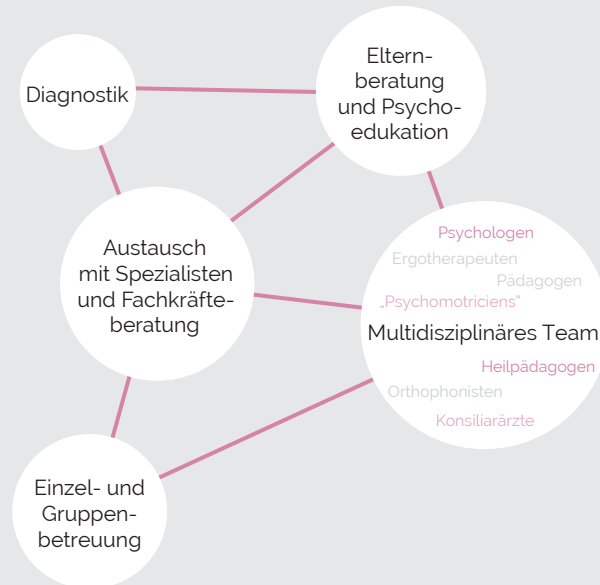 Diagnostik
Eltern-
beratung
und Psycho-
edukation
Austausch
mit Spezialisten
und Fachkräfte-
beratung
Psychologen
Ergotherapeuten
Pädagogen
„Psychomotriciens“
Multidisziplinäres Team
Heilpädagogen
Orthophonisten
Konsiliarärzte
Einzel- und
Gruppen-
betreuung